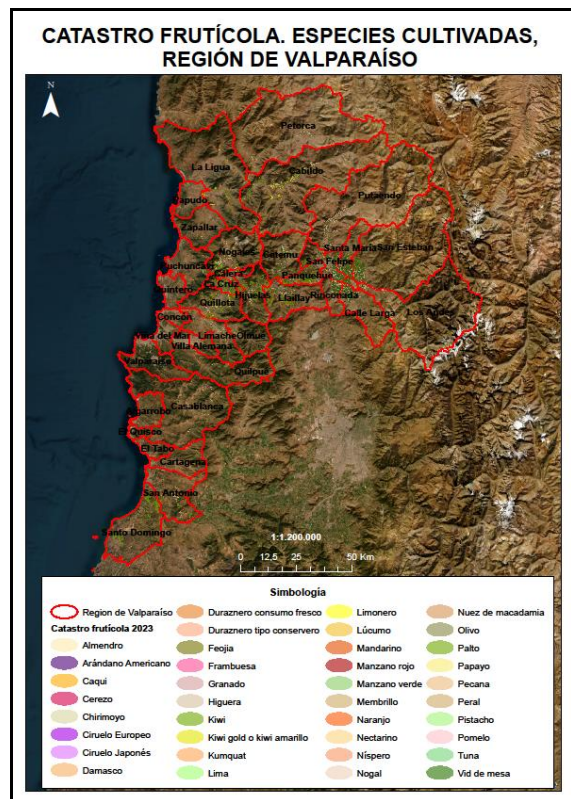 CATASTRO FRUTÍCOLA. ESPECIES CULTIVADAS,
REGIÓN DE VALPARAÍSO
N
Petorca
La Ligua
Cabildo
Putaendo
Papudo
Zapallar
Santa María
San Esteban
Nogales
Catemu
San Felipe
Puchuncaví
Calera
Panquehue
La Cruz
Quintero
Hijuelas
Llaillay
Rinconada
Quillota
Calle Larga
Los Andes
Concón
Viña del Mar
Limache
Olmué
Villa Alemana
Valparaíso
Quilpué
Casablanca
Algarrobo
El Quisco
El Tabo
Cartagena
San Antonio
Santo Domingo
1:1.200.000
0 12,5 25 50 Km
Simbología
Region de Valparaíso
Catastro frutícola 2023
Almendro
Arándano Americano
Caqui
Cerezo
Chirimoyo
Ciruelo Europeo
Ciruelo Japonés
Damasco
Duraznero consumo fresco
Duraznero tipo conservero
Feojia
Frambuesa
Granado
Higuera
Kiwi
Kiwi gold o kiwi amarillo
Kumquat
Lima
Limonero
Lúcumo
Mandarino
Manzano rojo
Manzano verde
Membrillo
Naranjo
Nectarino
Níspero
Nogal
Nuez de macadamia
Olivo
Palto
Papayo
Pecana
Peral
Pistacho
Pomelo
Tuna
Vid de mesa